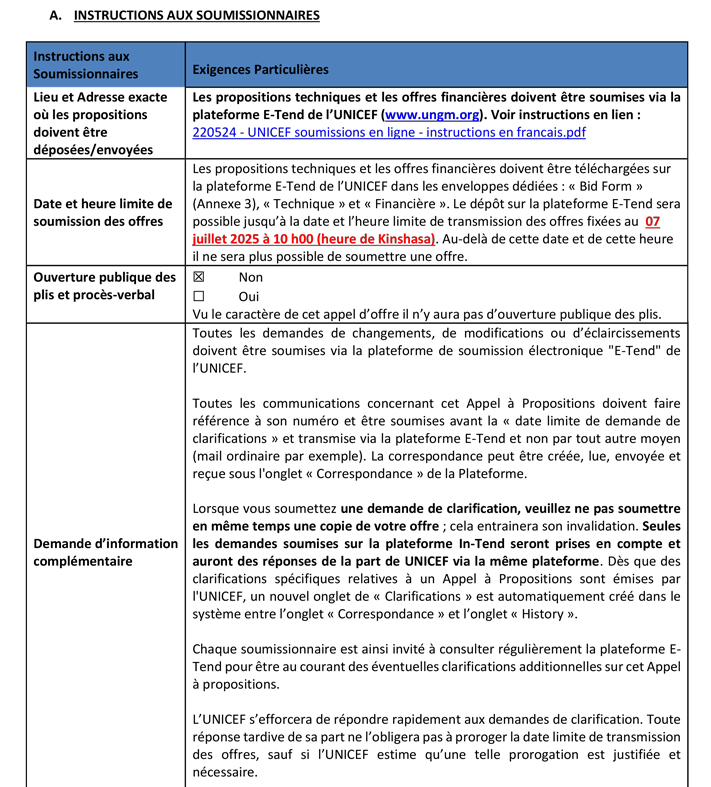 A. INSTRUCTIONS AUX SOUMISSIONNAIRES
Instructions aux
Soumissionnaires
Exigences Particulières
Lieu et Adresse exacte
où les propositions
doivent être
déposées/envoyées
Les propositions techniques et les offres financières doivent être soumises via la
plateforme E-Tend de l'UNICEF (www.ungm.org). Voir instructions en lien :
220524 - UNICEF soumissions en ligne - instructions en francais.pdf
Date et heure limite de
soumission des offres
Les propositions techniques et les offres financières doivent être téléchargées sur
la plateforme E-Tend de l'UNICEF dans les enveloppes dédiées : « Bid Form »
(Annexe 3), « Technique » et « Financière ». Le dépôt sur la plateforme E-Tend sera
possible jusqu'à la date et l'heure limite de transmission des offres fixées au 07
juillet 2025 à 10 h00 (heure de Kinshasa). Au-delà de cette date et de cette heure
il ne sera plus possible de soumettre une offre.
Ouverture publique des
plis et procès-verbal
☒ Non
☐ Oui
Vu le caractère de cet appel d'offre il n'y aura pas d'ouverture publique des plis.
Demande d'information
complémentaire
Toutes les demandes de changements, de modifications ou d'éclaircissements
doivent être soumises via la plateforme de soumission électronique "E-Tend" de
l'UNICEF.
Toutes les communications concernant cet Appel à Propositions doivent faire
référence à son numéro et être soumises avant la « date limite de demande de
clarifications » et transmise via la plateforme E-Tend et non par tout autre moyen
(mail ordinaire par exemple). La correspondance peut être créée, lue, envoyée et
reçue sous l'onglet « Correspondance » de la Plateforme.
Lorsque vous soumettez une demande de clarification, veuillez ne pas soumettre
en même temps une copie de votre offre ; cela entrainera son invalidation. Seules
les demandes soumises sur la plateforme In-Tend seront prises en compte et
auront des réponses de la part de UNICEF via la même plateforme. Dès que des
clarifications spécifiques relatives à un Appel à Propositions sont émises par
l'UNICEF, un nouvel onglet de « Clarifications » est automatiquement créé dans le
système entre l'onglet « Correspondance » et l'onglet « History ».
Chaque soumissionnaire est ainsi invité à consulter régulièrement la plateforme E-
Tend pour être au courant des éventuelles clarifications additionnelles sur cet Appel
à propositions.
L'UNICEF s'efforcera de répondre rapidement aux demandes de clarification. Toute
réponse tardive de sa part ne l'obligera pas à proroger la date limite de transmission
des offres, sauf si l'UNICEF estime qu'une telle prorogation est justifiée et
nécessaire.